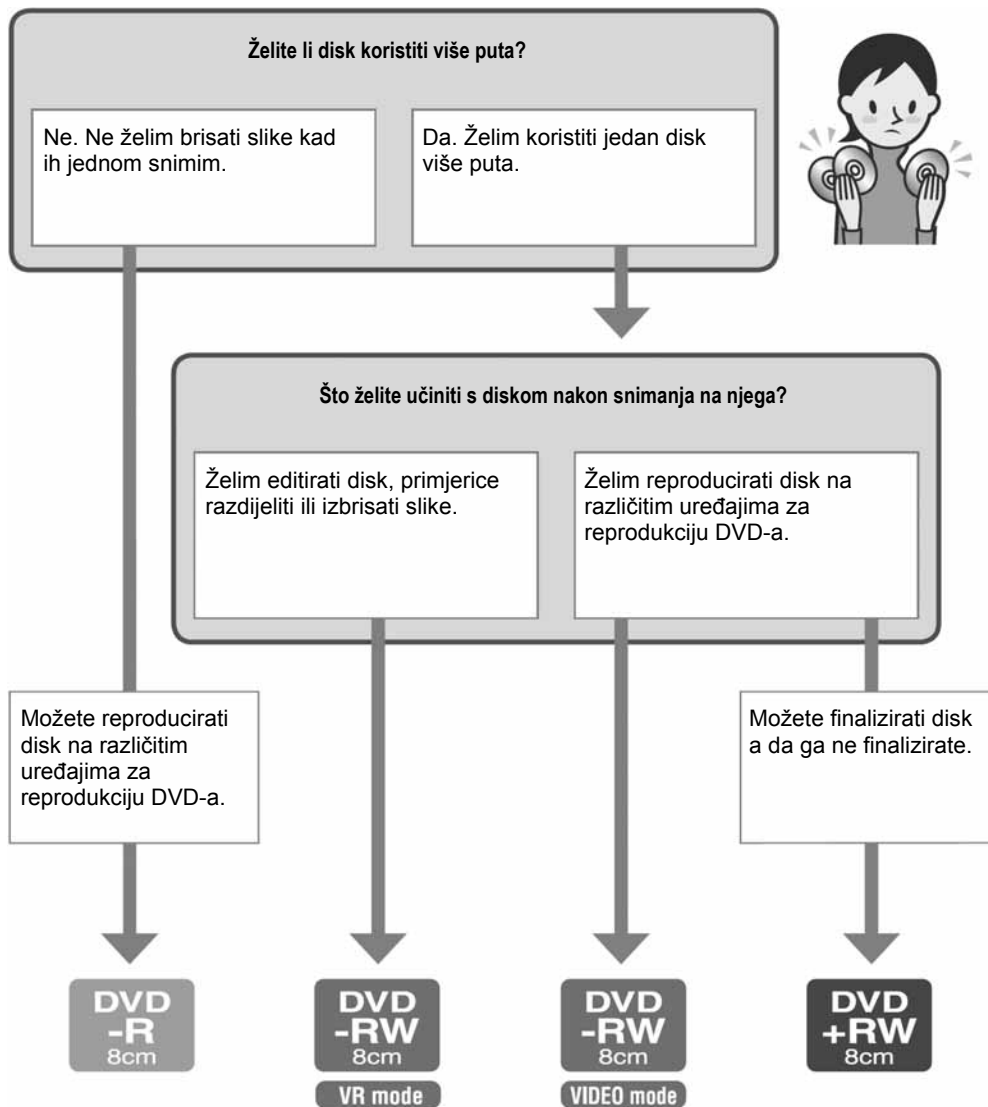 Želite li disk koristiti više puta?
Ne. Ne želim brisati slike kad
ih jednom snimim.
Da. Želim koristiti jedan disk
više puta.
Što želite učiniti s diskom nakon snimanja na njega?
Želim editirati disk, primjerice
razdijeliti ili izbrisati slike.
Želim reproducirati disk na
različitim uređajima za
reprodukciju DVD-a.
Možete reproducirati
disk na različitim
uređajima za
reprodukciju DVD-a.
Možete finalizirati disk
a da ga ne finalizirate.
DVD
-R
8cm
DVD
-RW
8cm
VR mode
DVD
-RW
8cm
VIDEO mode
DVD
+RW
8cm